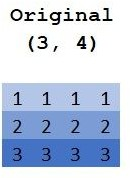 Original
(3, 4)
1 1 1 1
2 2 2 2
3 3 3 3